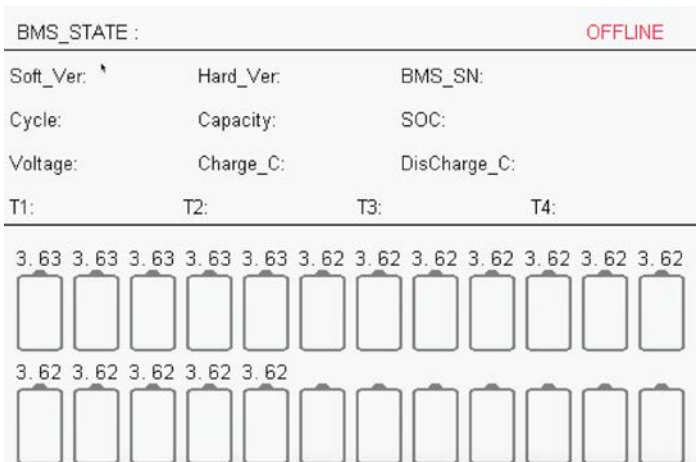 BMS_STATE : OFFLINE
Soft_Ver: Hard_Ver: BMS_SN:
Cycle: Capacity: SOC:
Voltage: Charge_C: DisCharge_C:
T1: T2: T3: T4:
3.63 3.63 3.63 3.63 3.63 3.62 3.62 3.62 3.62 3.62 3.62 3.62
3.62 3.62 3.62 3.62 3.62